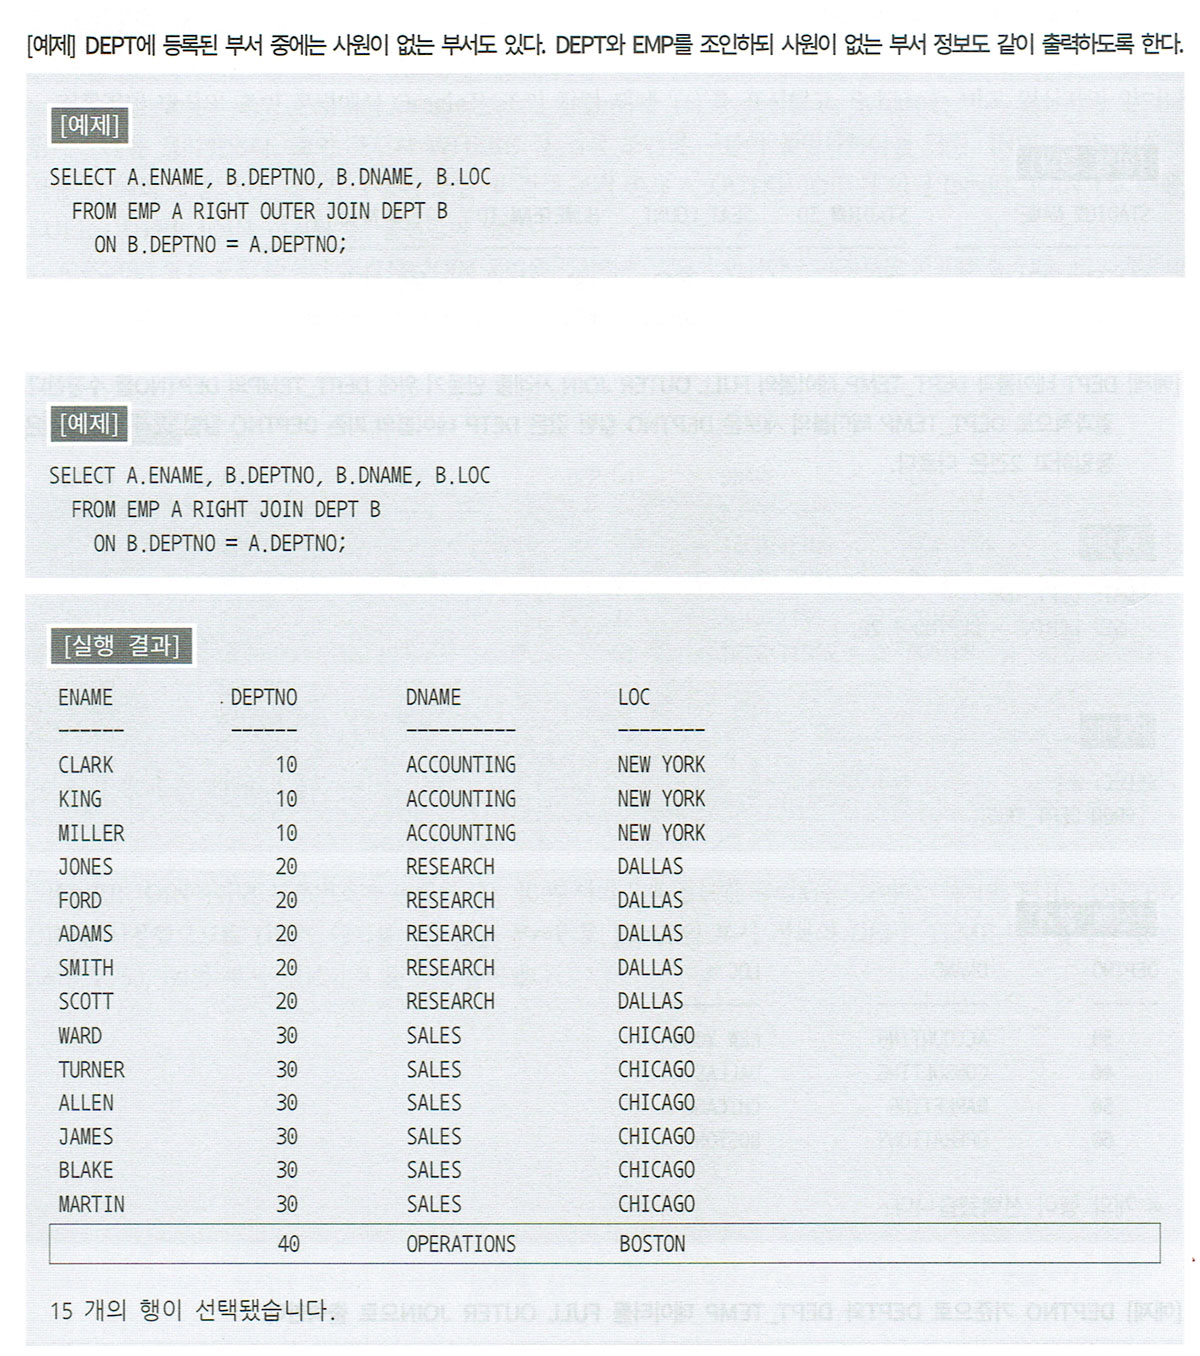 [예제] DEPT에 등록된 부서 중에는 사원이 없는 부서도 있다. DEPT와 EMP를 조인하되 사원이 없는 부서 정보도 같이 출력하도록 한다.
[예제]
SELECT A.ENAME, B.DEPTNO, B.DNAME, B.LOC
FROM EMP A RIGHT OUTER JOIN DEPT B
ON B.DEPTNO = A.DEPTNO;
[예제]
SELECT A.ENAME, B.DEPTNO, B.DNAME, B.LOC
FROM EMP A RIGHT JOIN DEPT B
ON B.DEPTNO = A.DEPTNO;
[실행 결과]
ENAME DEPTNO DNAME LOC
------ ------ ---------- --------
CLARK 10 ACCOUNTING NEW YORK
KING 10 ACCOUNTING NEW YORK
MILLER 10 ACCOUNTING NEW YORK
JONES 20 RESEARCH DALLAS
FORD 20 RESEARCH DALLAS
ADAMS 20 RESEARCH DALLAS
SMITH 20 RESEARCH DALLAS
SCOTT 20 RESEARCH DALLAS
WARD 30 SALES CHICAGO
TURNER 30 SALES CHICAGO
ALLEN 30 SALES CHICAGO
JAMES 30 SALES CHICAGO
BLAKE 30 SALES CHICAGO
MARTIN 30 SALES CHICAGO
40 OPERATIONS BOSTON
15 개의 행이 선택됐습니다.